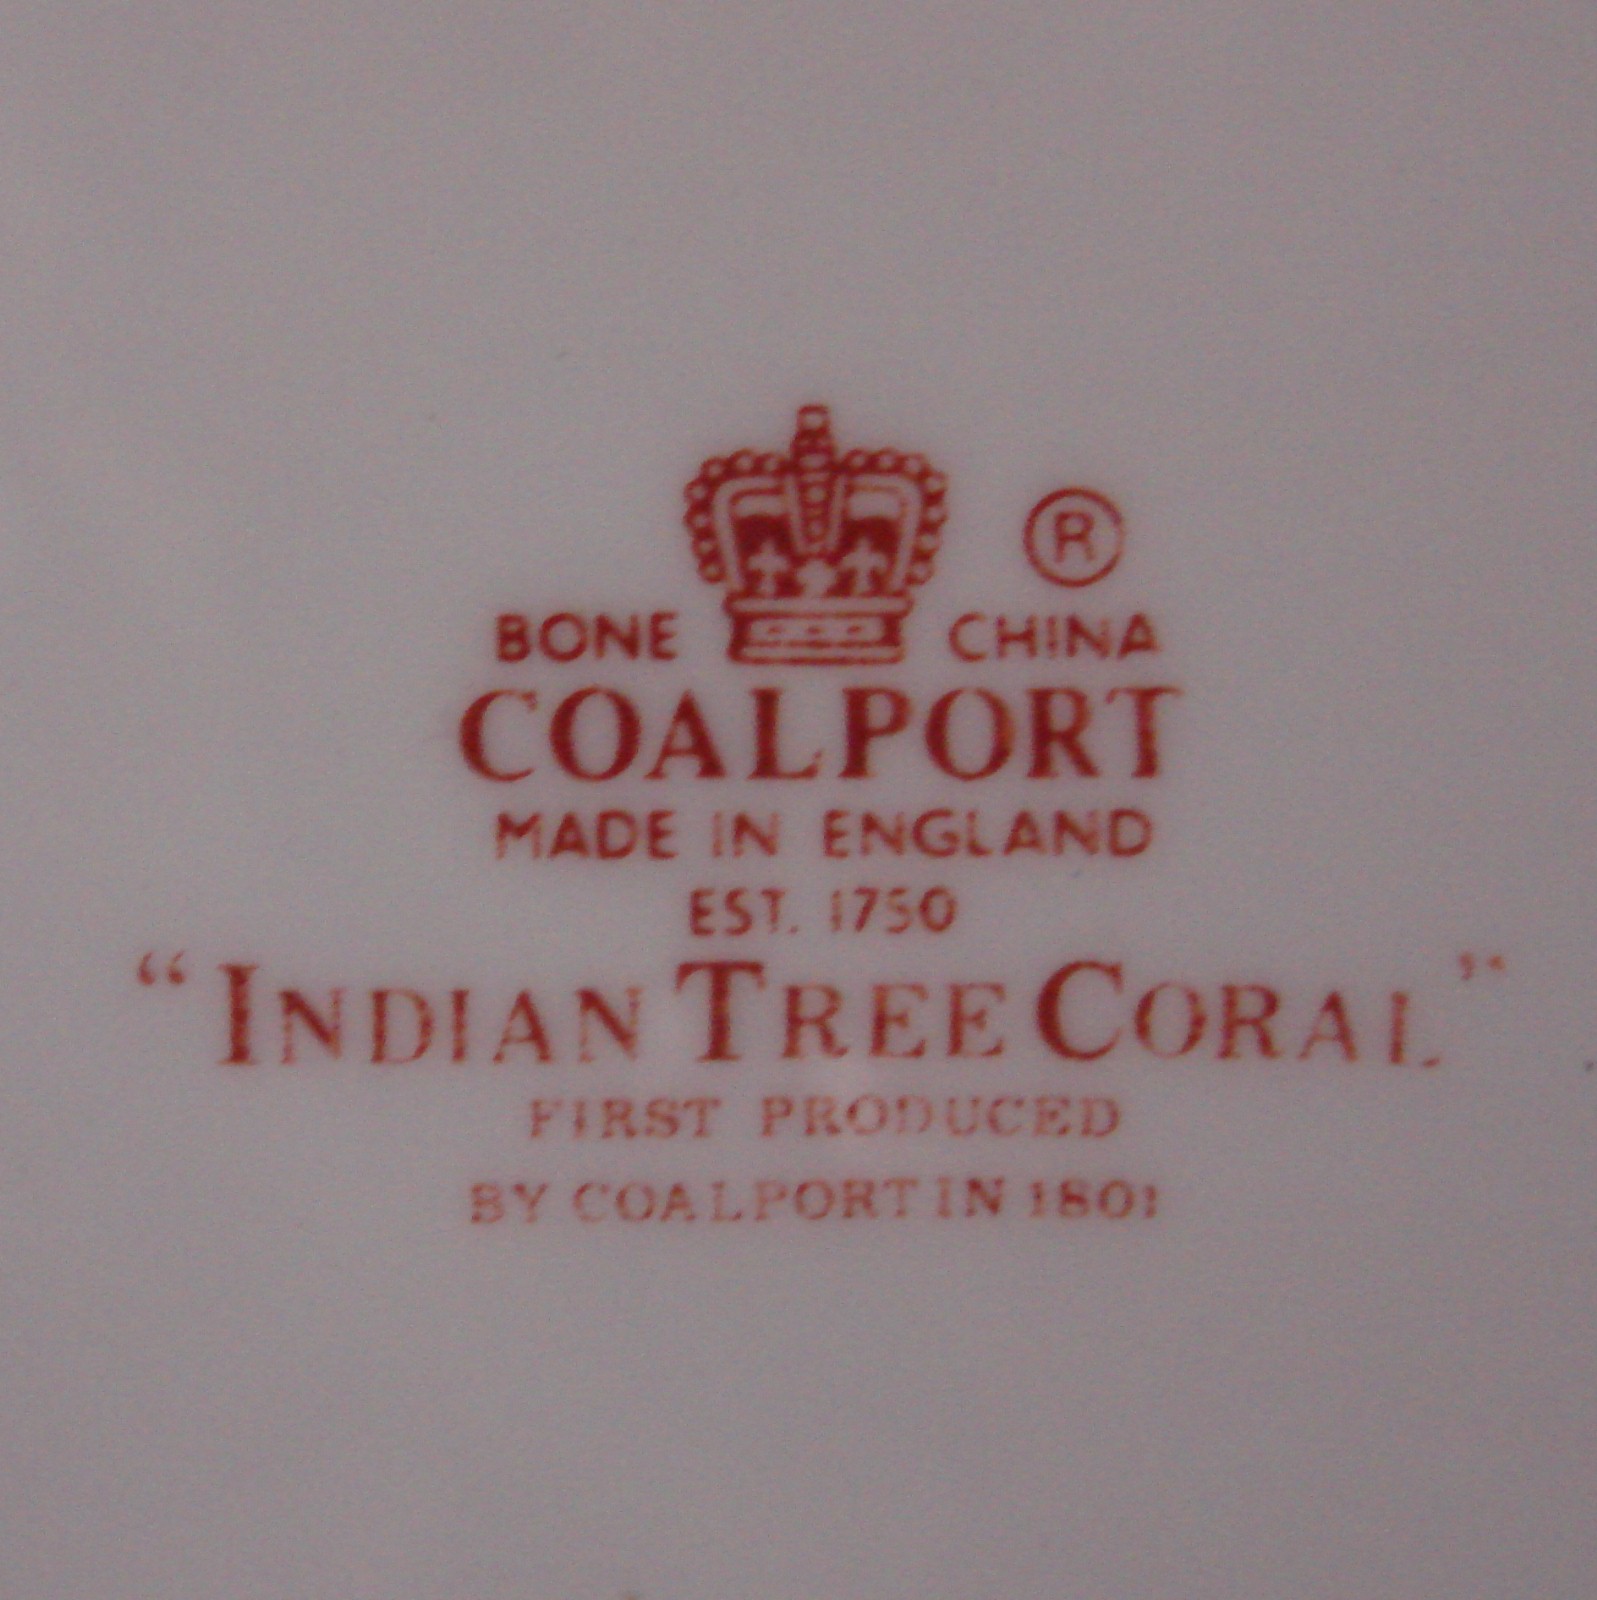 ®
BONE CHINA
COALPORT
MADE IN ENGLAND
EST. 1750
“INDIAN TREE CORAL”
FIRST PRODUCED
BY COALPORT IN 1801